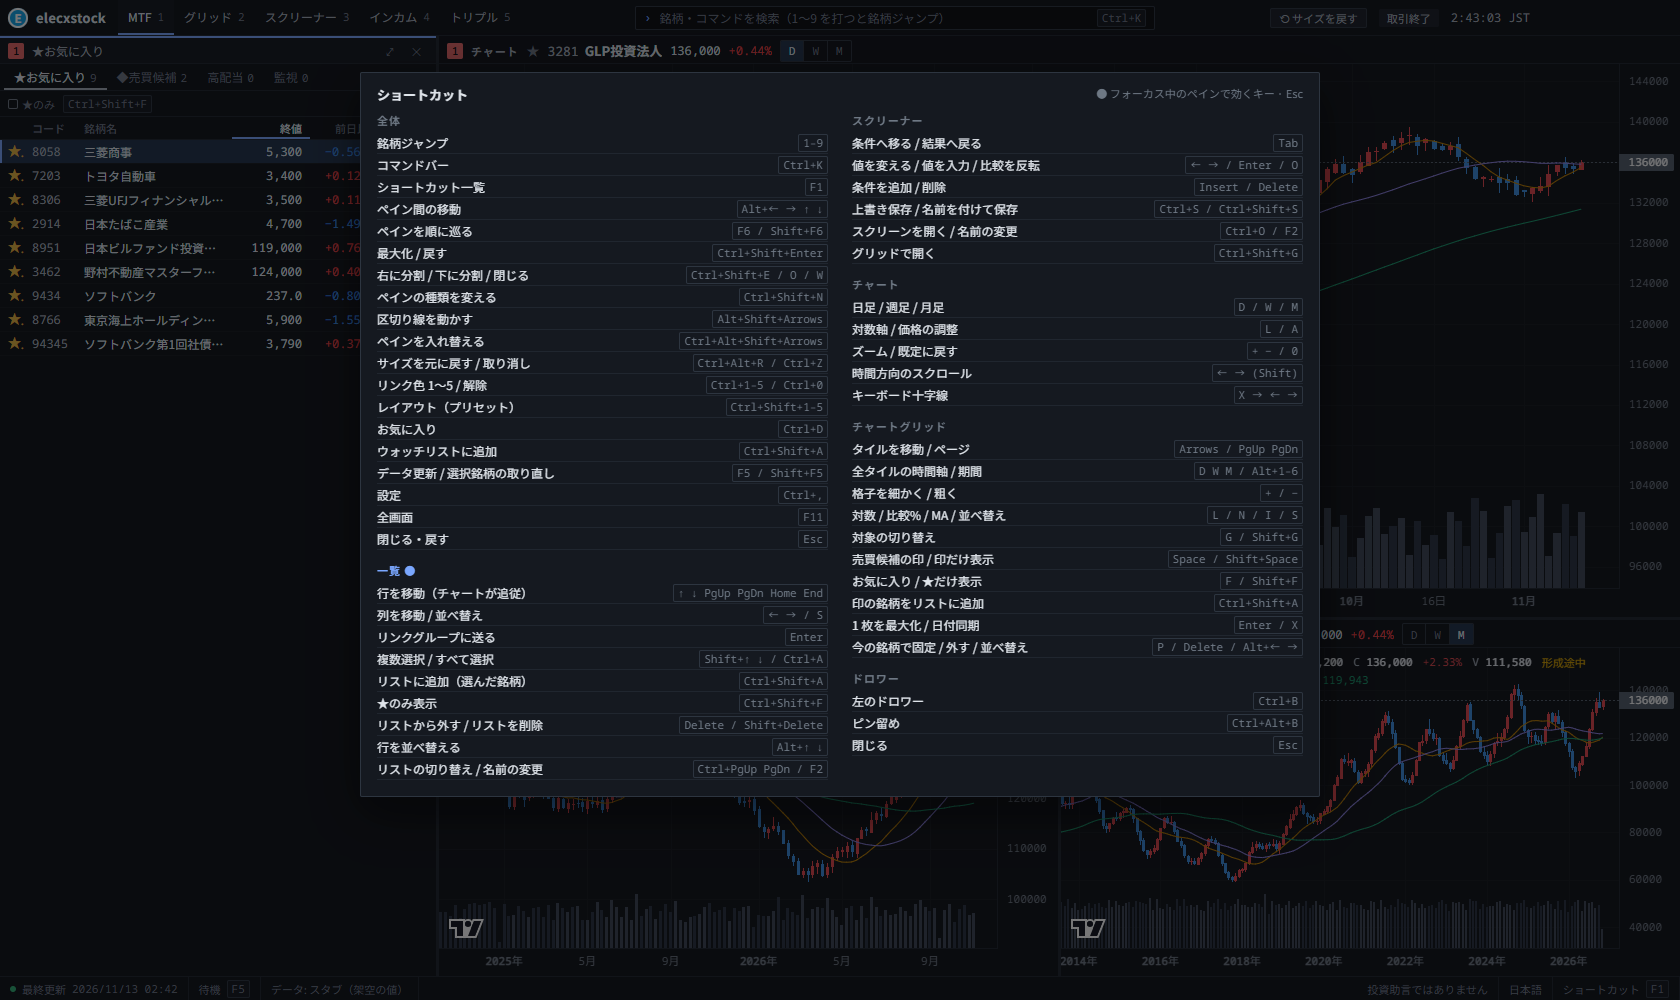 elecxstock MTF 1 グリッド 2 スクリーナー 3 インカム 4 トリプル 5
› 銘柄・コマンドを検索（1〜9 を打つと銘柄ジャンプ） Ctrl+K
サイズを戻す 取引終了 2:43:03 JST
1 ★お気に入り
1 チャート ★ 3281 GLP投資法人 136,000 +0.44% D W M
★お気に入り 9 ◆売買候補 2 高配当 0 監視 0
★のみ Ctrl+Shift+F
コード 銘柄名 終値 前日
8058 三菱商事 5,300 −0.56
7203 トヨタ自動車 3,400 +0.12
8306 三菱UFJフィナンシャル… 3,500 +0.11
2914 日本たばこ産業 4,700 −1.49
8951 日本ビルファンド投資… 119,000 +0.76
3462 野村不動産マスターフ… 124,000 +0.40
9434 ソフトバンク 237.0 −0.80
8766 東京海上ホールディン… 5,900 −1.55
94345 ソフトバンク第1回社債… 3,790 +0.37
ショートカット
フォーカス中のペインで効くキー · Esc
全体
銘柄ジャンプ 1-9
コマンドバー Ctrl+K
ショートカット一覧 F1
ペイン間の移動 Alt+← → ↑ ↓
ペインを順に巡る F6 / Shift+F6
最大化 / 戻す Ctrl+Shift+Enter
右に分割 / 下に分割 / 閉じる Ctrl+Shift+E / O / W
ペインの種類を変える Ctrl+Shift+N
区切り線を動かす Alt+Shift+Arrows
ペインを入れ替える Ctrl+Alt+Shift+Arrows
サイズを元に戻す / 取り消し Ctrl+Alt+R / Ctrl+Z
リンク色 1〜5 / 解除 Ctrl+1-5 / Ctrl+0
レイアウト（プリセット） Ctrl+Shift+1-5
お気に入り Ctrl+D
ウォッチリストに追加 Ctrl+Shift+A
データ更新 / 選択銘柄の取り直し F5 / Shift+F5
設定 Ctrl+,
全画面 F11
閉じる・戻す Esc
一覧
行を移動（チャートが追従） ↑ ↓ PgUp PgDn Home End
列を移動 / 並べ替え ← → / S
リンクグループに送る Enter
複数選択 / すべて選択 Shift+↑ ↓ / Ctrl+A
リストに追加（選んだ銘柄） Ctrl+Shift+A
★のみ表示 Ctrl+Shift+F
リストから外す / リストを削除 Delete / Shift+Delete
行を並べ替える Alt+↑ ↓
リストの切り替え / 名前の変更 Ctrl+PgUp PgDn / F2
スクリーナー
条件へ移る / 結果へ戻る Tab
値を変える / 値を入力 / 比較を反転 ← → / Enter / O
条件を追加 / 削除 Insert / Delete
上書き保存 / 名前を付けて保存 Ctrl+S / Ctrl+Shift+S
スクリーンを開く / 名前の変更 Ctrl+O / F2
グリッドで開く Ctrl+Shift+G
チャート
日足 / 週足 / 月足 D / W / M
対数軸 / 価格の調整 L / A
ズーム / 既定に戻す + − / 0
時間方向のスクロール ← → (Shift)
キーボード十字線 X → ← →
チャートグリッド
タイルを移動 / ページ Arrows / PgUp PgDn
全タイルの時間軸 / 期間 D W M / Alt+1-6
格子を細かく / 粗く + / −
対数 / 比較% / MA / 並べ替え L / N / I / S
対象の切り替え G / Shift+G
売買候補の印 / 印だけ表示 Space / Shift+Space
お気に入り / ★だけ表示 F / Shift+F
印の銘柄をリストに追加 Ctrl+Shift+A
1 枚を最大化 / 日付同期 Enter / X
今の銘柄で固定 / 外す / 並べ替え P / Delete / Alt+← →
ドロワー
左のドロワー Ctrl+B
ピン留め Ctrl+Alt+B
閉じる Esc
144000
140000
136000
132000
128000
124000
120000
116000
112000
108000
104000
100000
96000
10月 16日 11月
000 +0.44% D W M
,200 C 136,000 +2.33% V 111,580 形成途中
119,943
140000
136000
120000
100000
80000
60000
40000
120000
110000
100000
2025年 5月 9月 2026年 5月 9月
2014年 2016年 2018年 2020年 2022年 2024年 2026年
最終更新 2026/11/13 02:42 待機 F5 データ: スタブ（架空の値）
投資助言ではありません 日本語 ショートカット F1